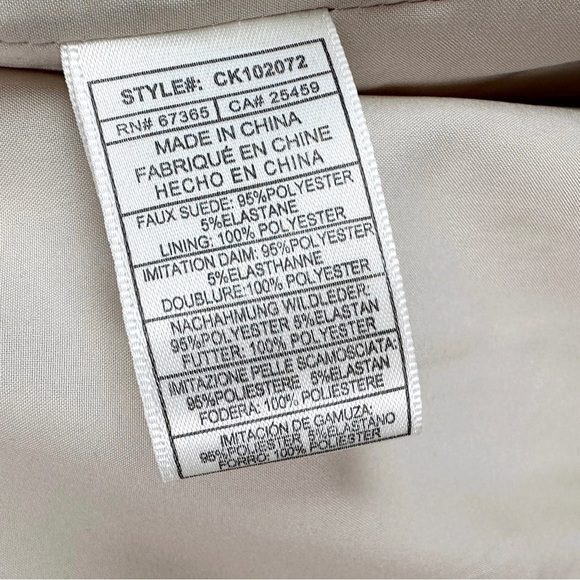 STYLE#: CK102072
RN# 67365 CA# 25459
MADE IN CHINA
FABRIQUÉ EN CHINE
HECHO EN CHINA
FAUX SUEDE: 95%POLYESTER
5%ELASTANE
LINING: 100% POLYESTER
IMITATION DAIM: 95%POLYESTER
5%ELASTHANNE
DOUBLURE:100% POLYESTER
NACHAHMUNG WILDLEDER:
95%POLYESTER 5%ELASTAN
FUTTER: 100% POLYESTER
IMITAZIONE PELLE SCAMOSCIATA:
95%POLIESTERE 5%ELASTAN
FODERA: 100% POLIESTERE
IMITACIÓN DE GAMUZA:
95%POLIESTER 5%ELASTANO
FORRO: 100% POLIESTER